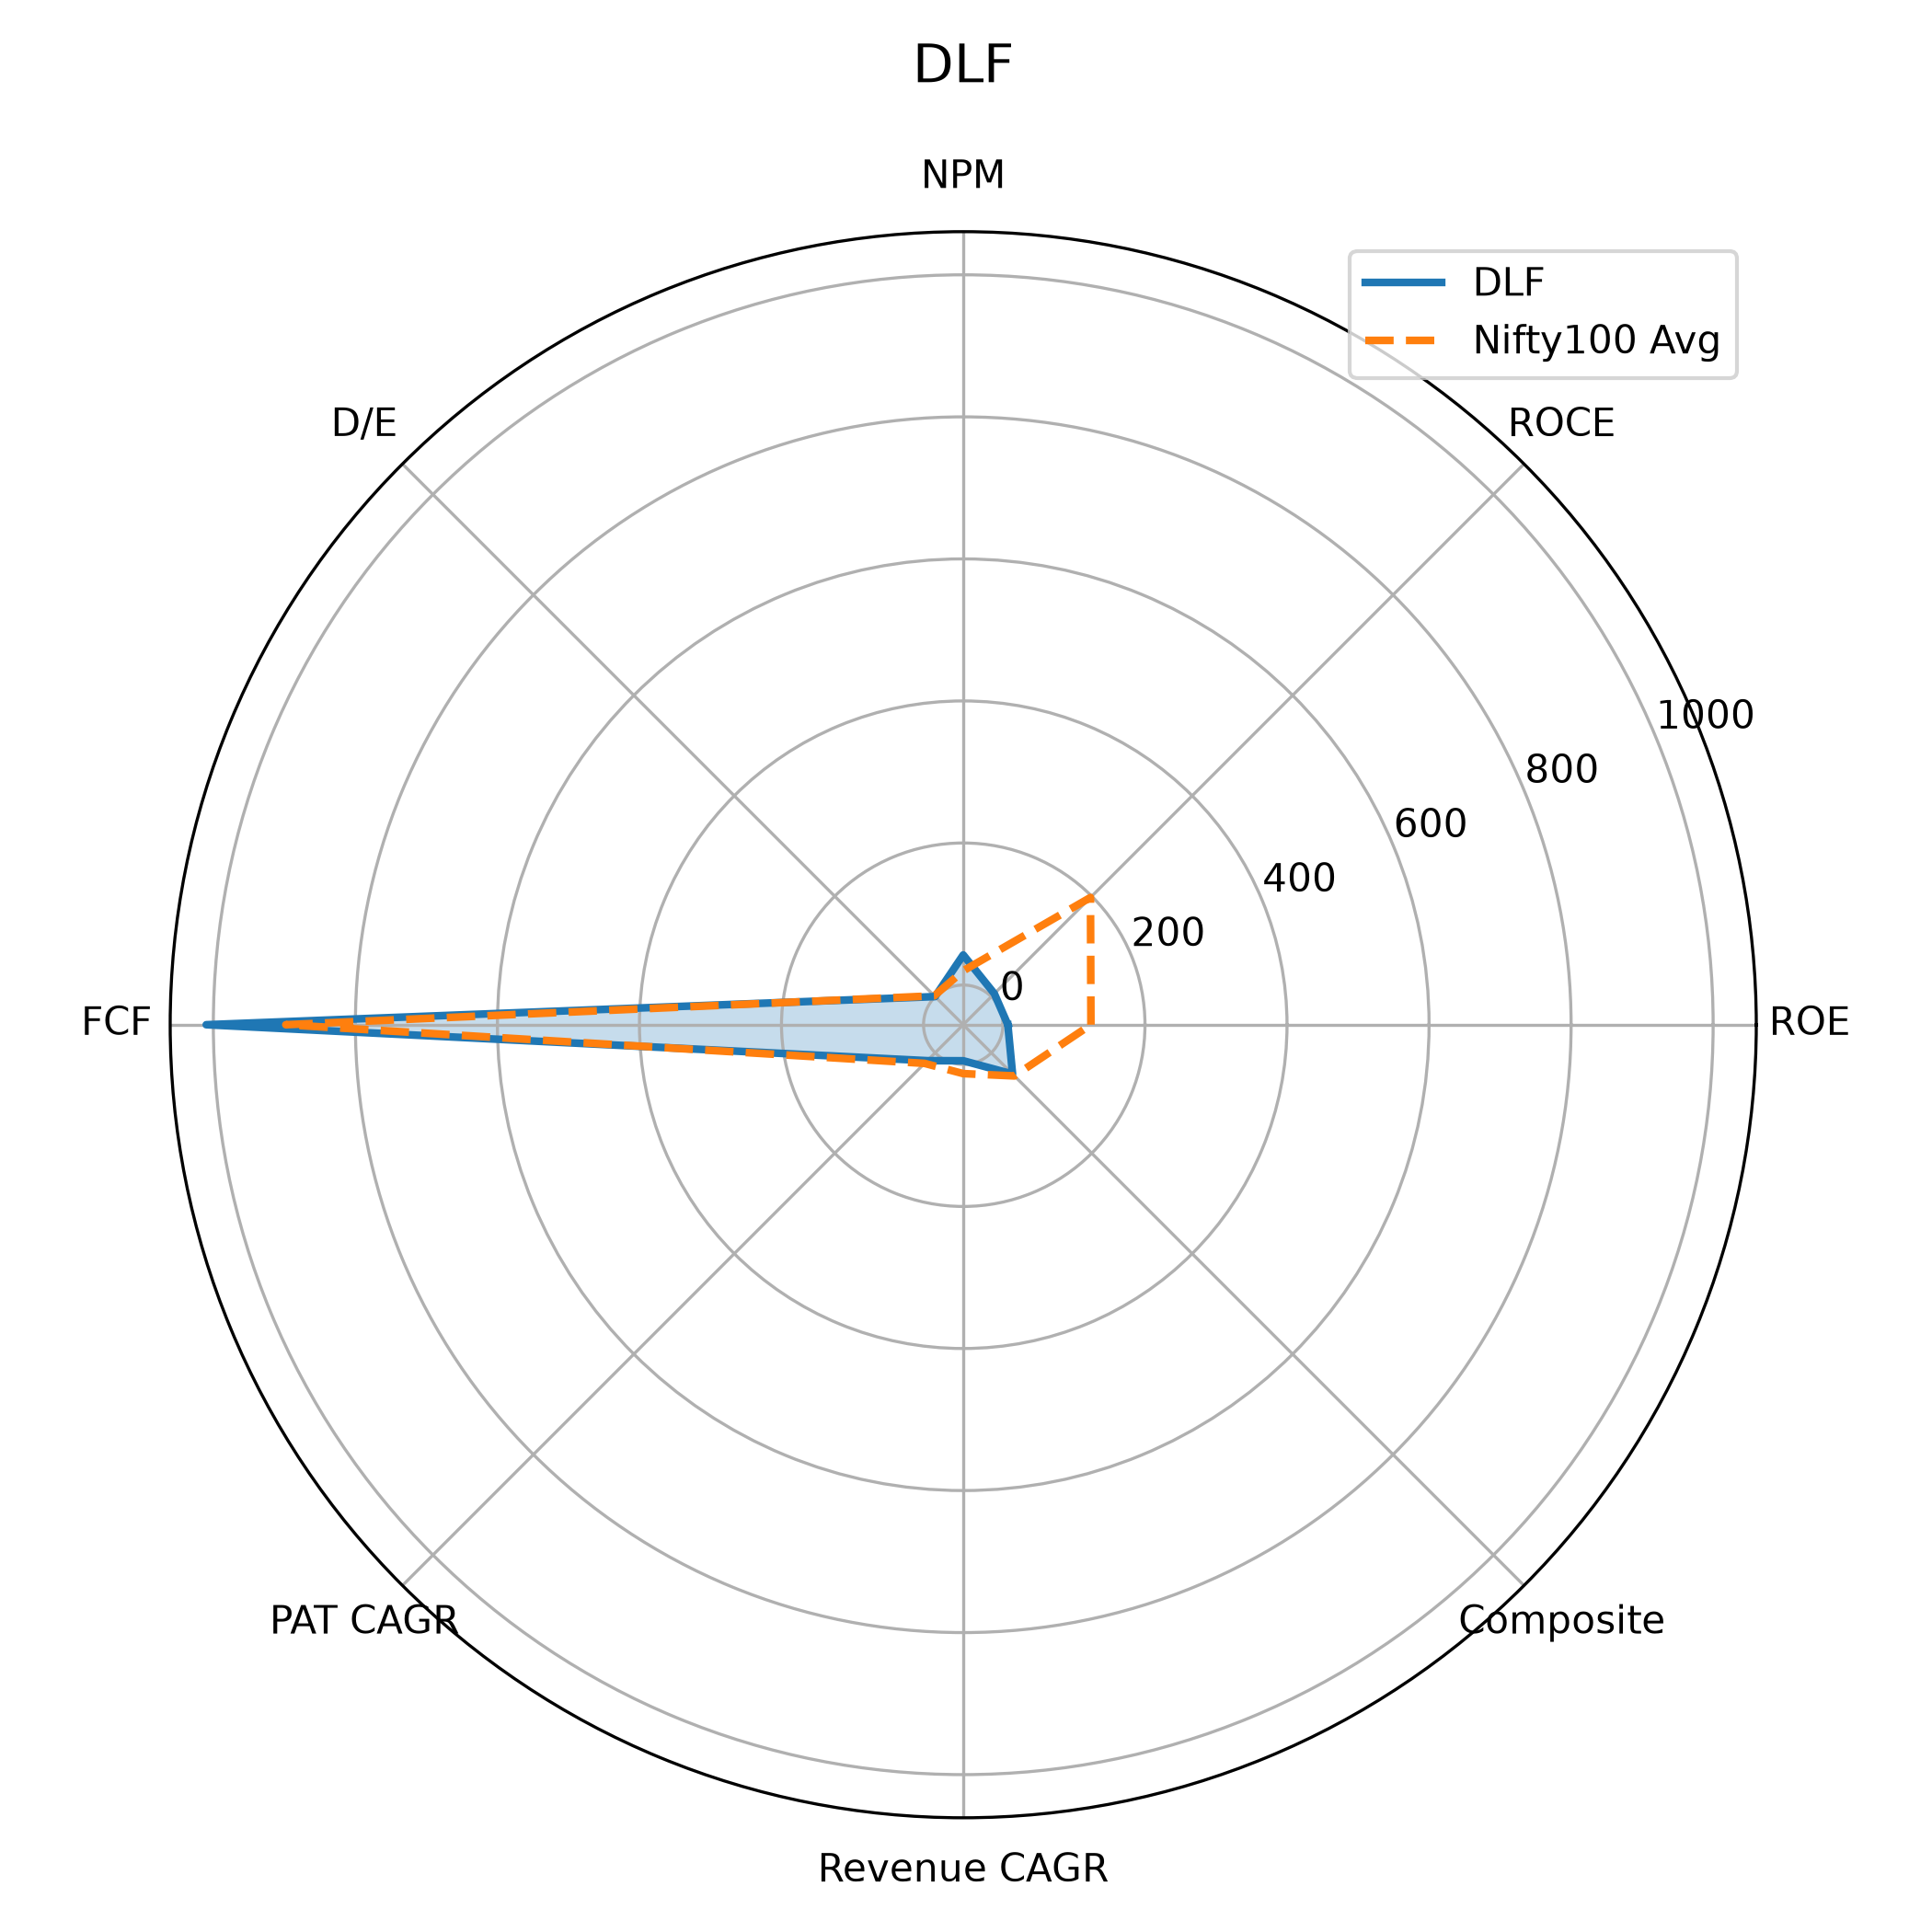 DLF
NPM
DLF
Nifty100 Avg
D/E
ROCE
1000
800
600
400
200
0
FCF
ROE
PAT CAGR
Composite
Revenue CAGR